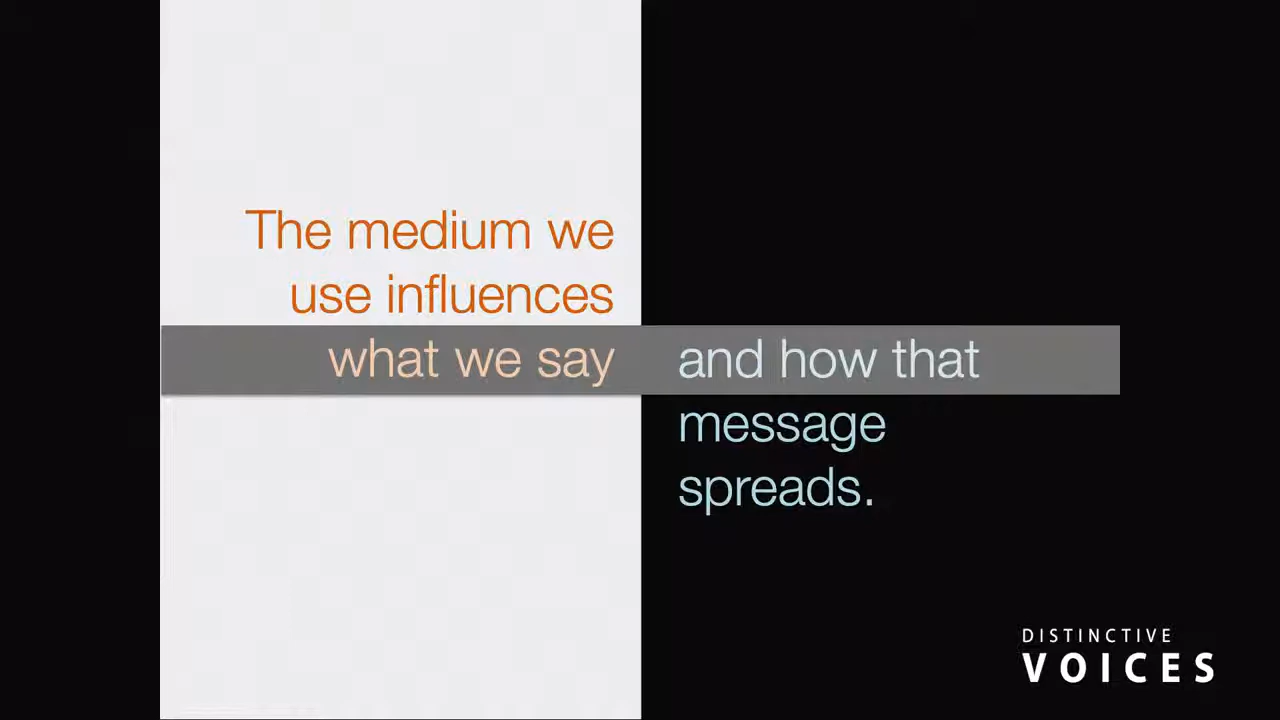 The medium we
use influences
what we say
and how that
message
spreads.
DISTINCTIVE
VOICES